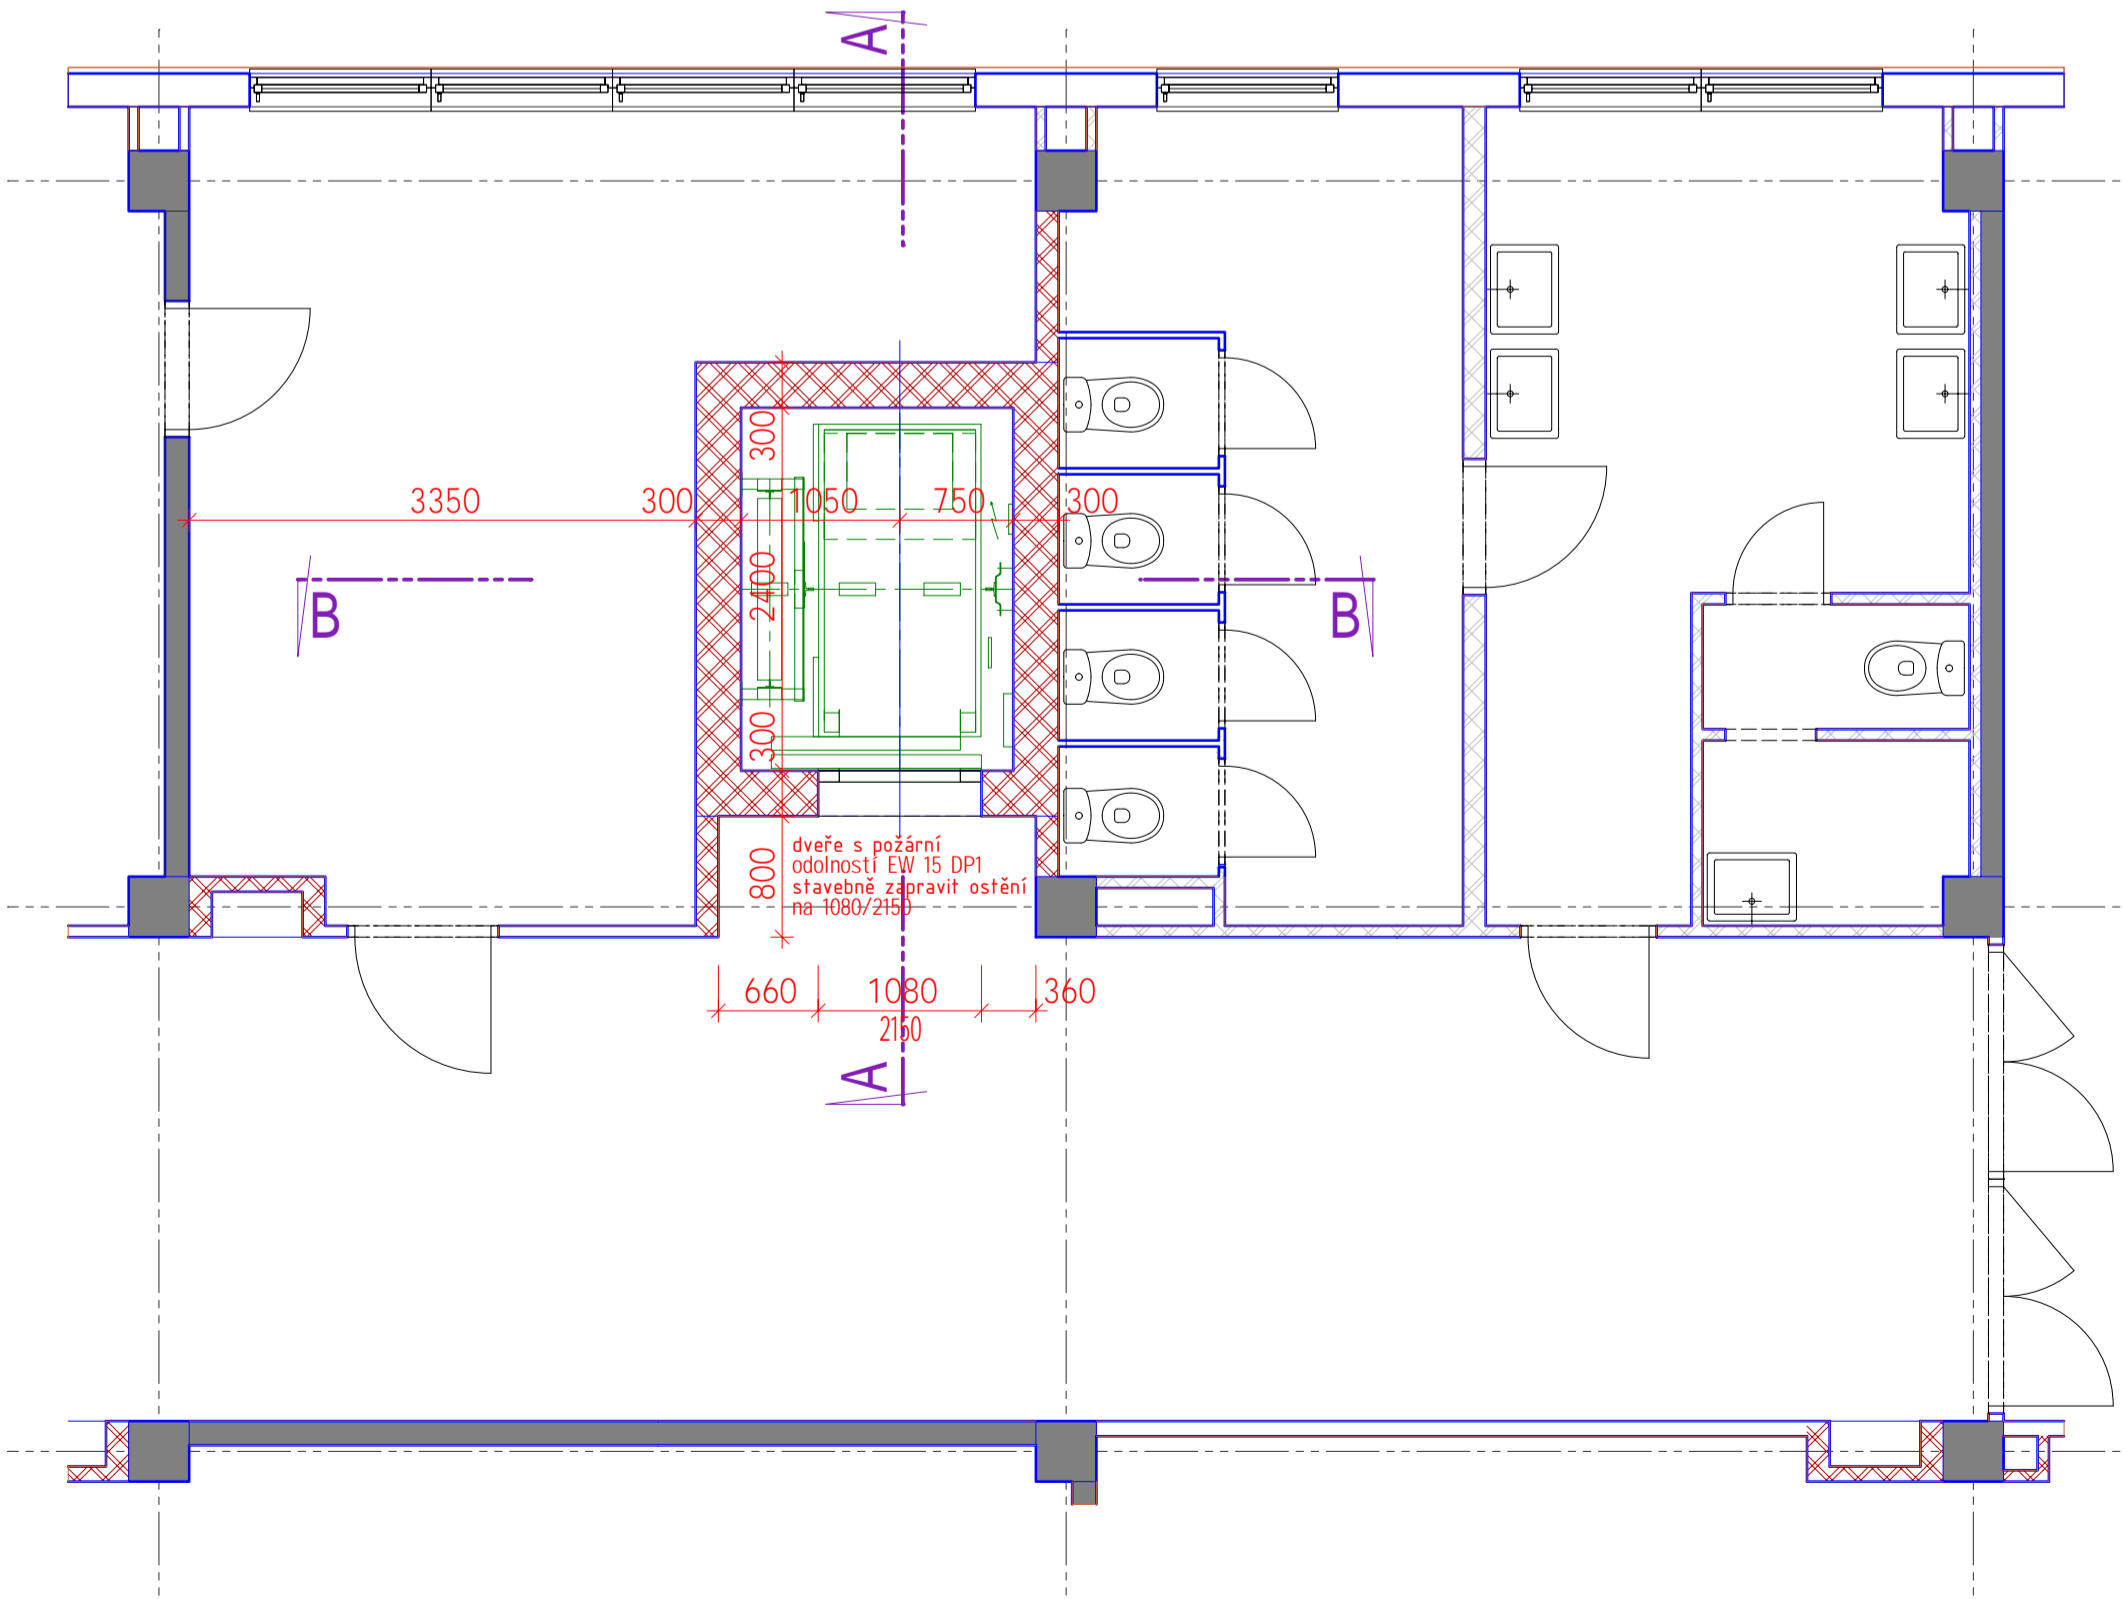 A
300
3350
300
1050
750
300
2400
B
B
300
dveře s požární
odolností EW 15 DP1
stavebně zapravit ostění
na 1080/2150
800
660
1080
360
2150
A